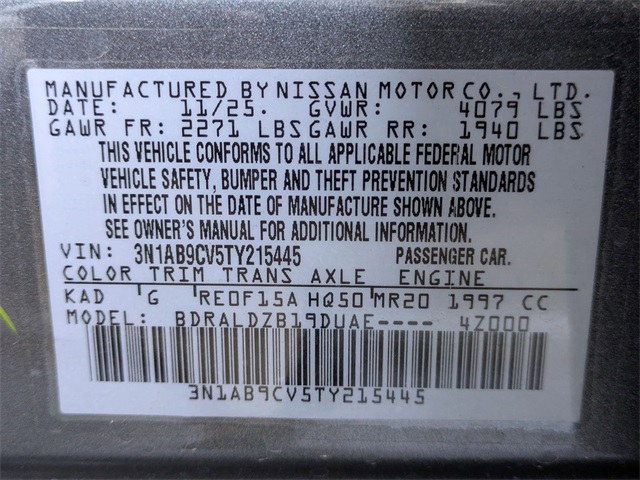 MANUFACTURED BY NISSAN MOTOR CO., LTD.
DATE: 11/25. GVWR: 4079 LBS
GAWR FR: 2271 LBS GAWR RR: 1940 LBS
THIS VEHICLE CONFORMS TO ALL APPLICABLE FEDERAL MOTOR
VEHICLE SAFETY, BUMPER AND THEFT PREVENTION STANDARDS
IN EFFECT ON THE DATE OF MANUFACTURE SHOWN ABOVE.
SEE OWNER'S MANUAL FOR ADDITIONAL INFORMATION.
VIN: 3N1AB9CV5TY215445 PASSENGER CAR.
COLOR TRIM TRANS AXLE ENGINE
KAD G RE0F15A HQ50 MR20 1997 CC
MODEL: BDRALDZB19DUAE---- 4Z000
3N1AB9CV5TY215445